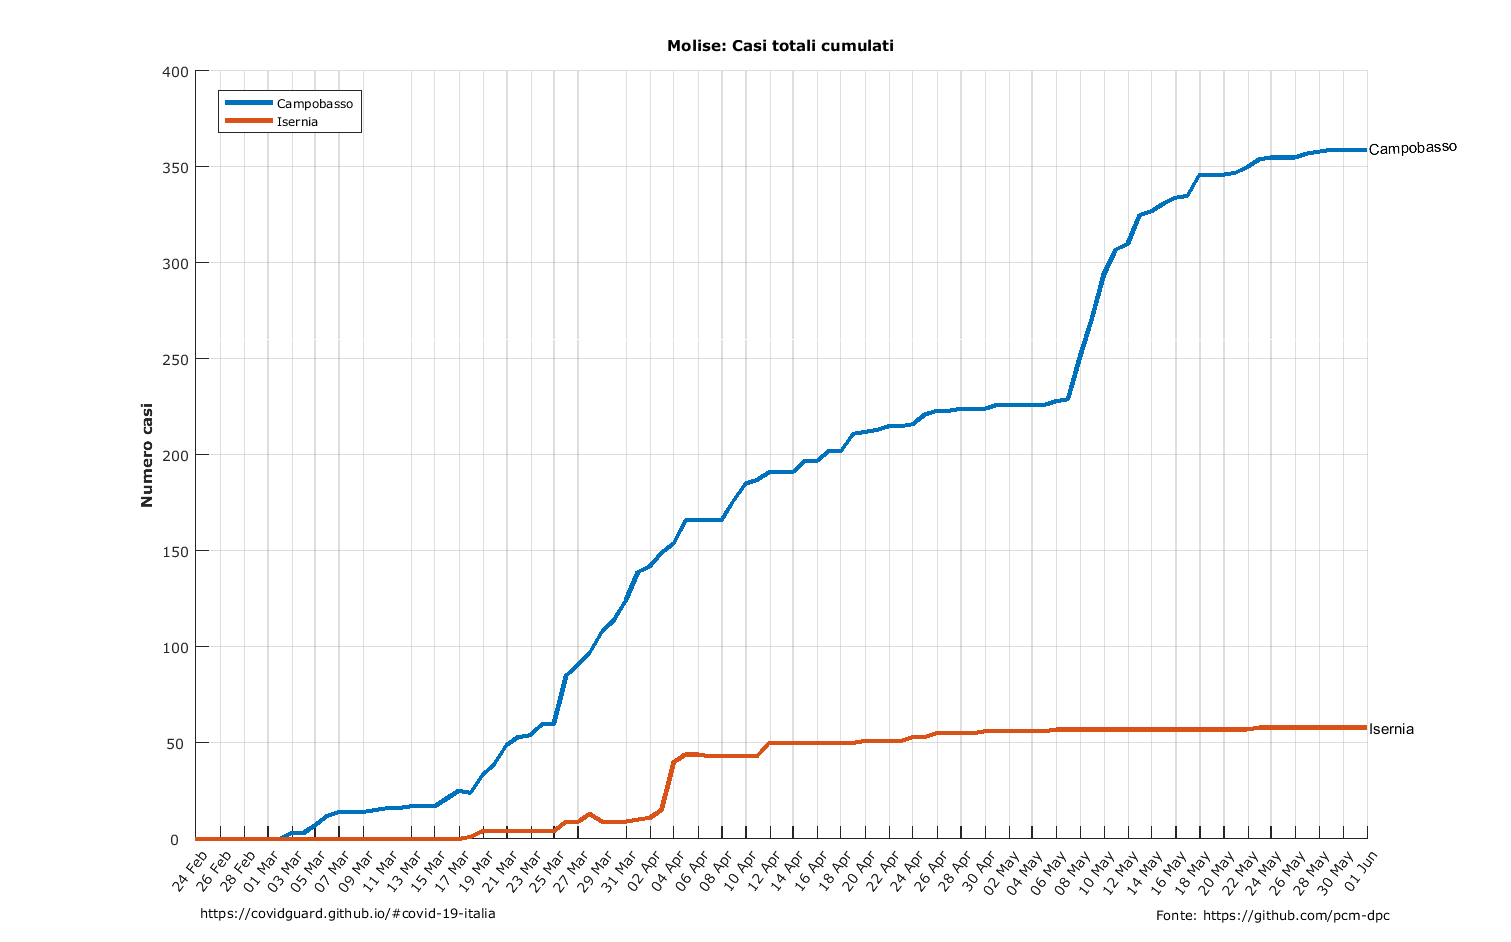 Molise: Casi totali cumulati
400
350
300
250
200
150
100
50
0
Numero casi
Campobasso
Isernia
Campobasso
Isernia
24 Feb
26 Feb
28 Feb
01 Mar
03 Mar
05 Mar
07 Mar
09 Mar
11 Mar
13 Mar
15 Mar
17 Mar
19 Mar
21 Mar
23 Mar
25 Mar
27 Mar
29 Mar
31 Mar
02 Apr
04 Apr
06 Apr
08 Apr
10 Apr
12 Apr
14 Apr
16 Apr
18 Apr
20 Apr
22 Apr
24 Apr
26 Apr
28 Apr
30 Apr
02 May
04 May
06 May
08 May
10 May
12 May
14 May
16 May
18 May
20 May
22 May
24 May
26 May
28 May
30 May
01 Jun
https://covidguard.github.io/#covid-19-italia
Fonte: https://github.com/pcm-dpc